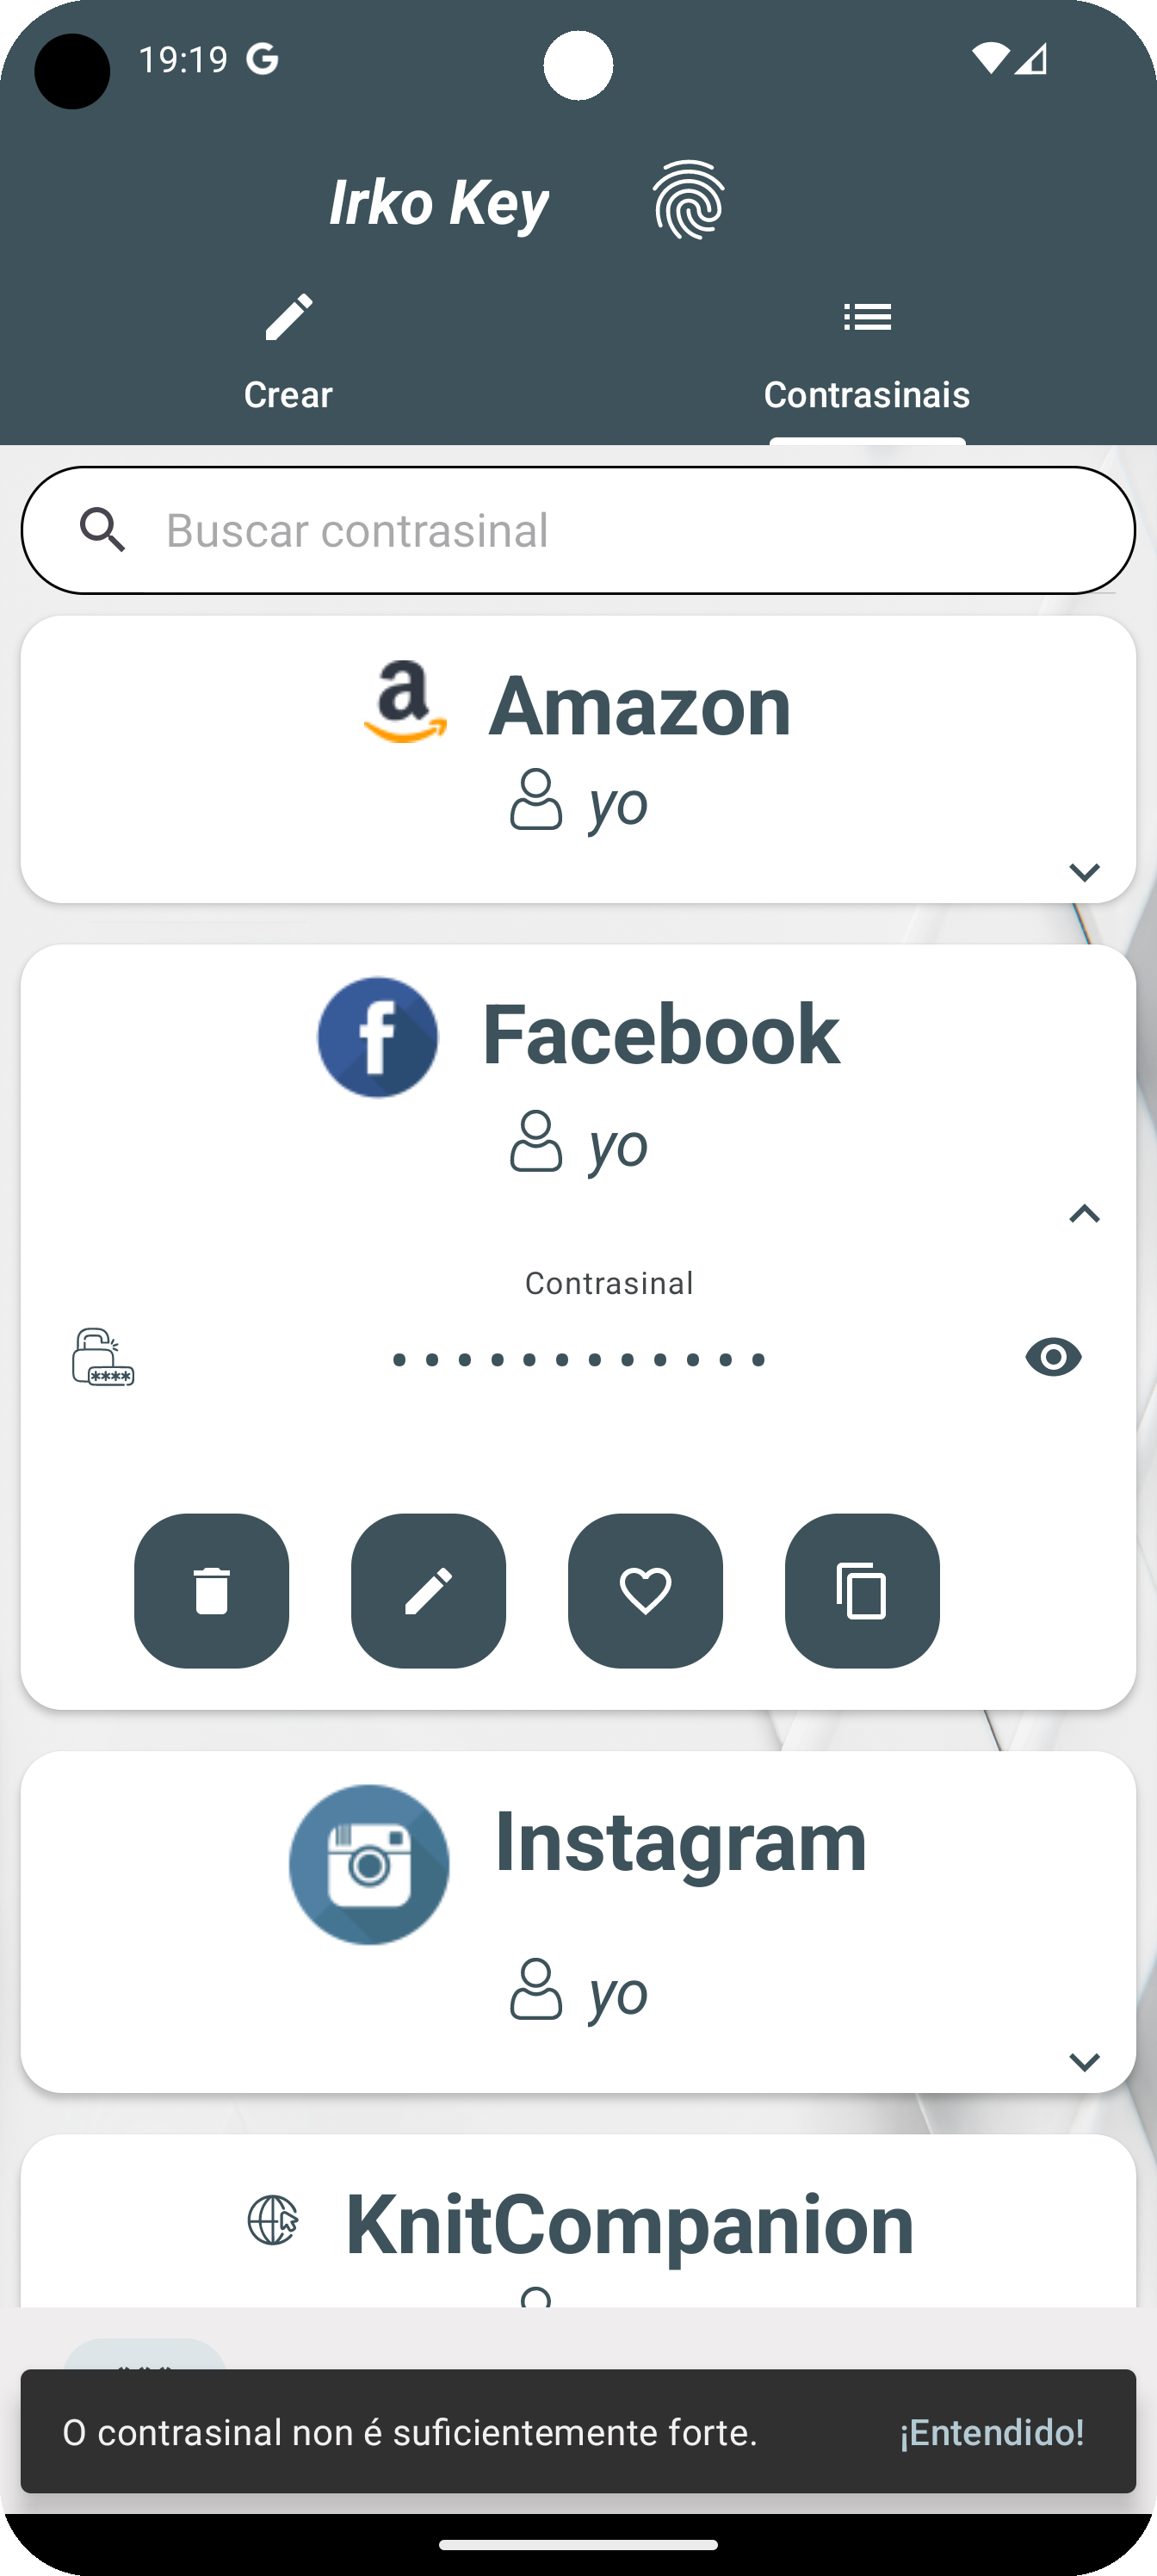 19:19
Irko Key
Crear
Contrasinais
Buscar contrasinal
Amazon
yo
Facebook
yo
Contrasinal
••••••••••••
****
Instagram
yo
KnitCompanion
O contrasinal non é suficientemente forte.
¡Entendido!